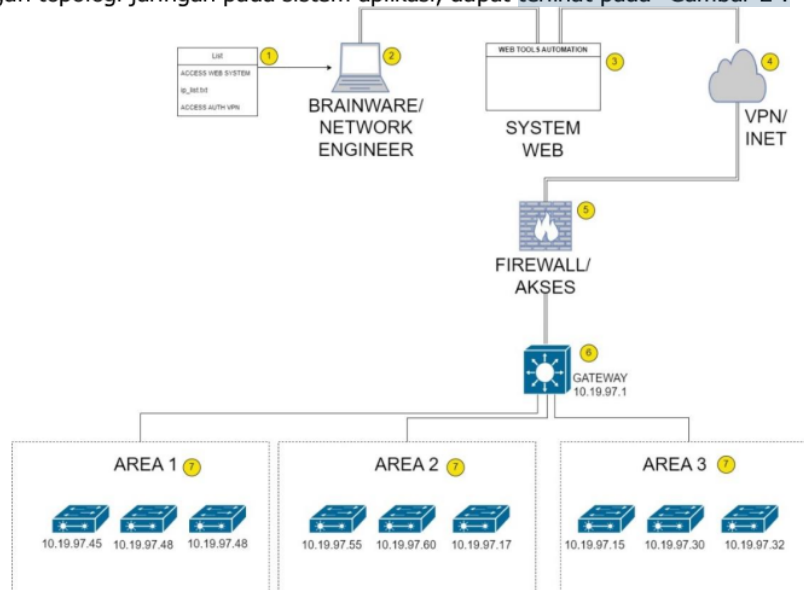 topologi jaringan pada sistem aplikasi, dapat terlihat pada
List
ACCESS WEB SYSTEM
ip_list.txt
ACCESS AUTH VPN
1
2
BRAINWARE/
NETWORK
ENGINEER
WEB TOOLS AUTOMATION
3
SYSTEM
WEB
4
VPN/
INET
5
FIREWALL/
AKSES
6
GATEWAY
10.19.97.1
AREA 1 7
10.19.97.45 10.19.97.48 10.19.97.48
AREA 2 7
10.19.97.55 10.19.97.60 10.19.97.17
AREA 3 7
10.19.97.15 10.19.97.30 10.19.97.32